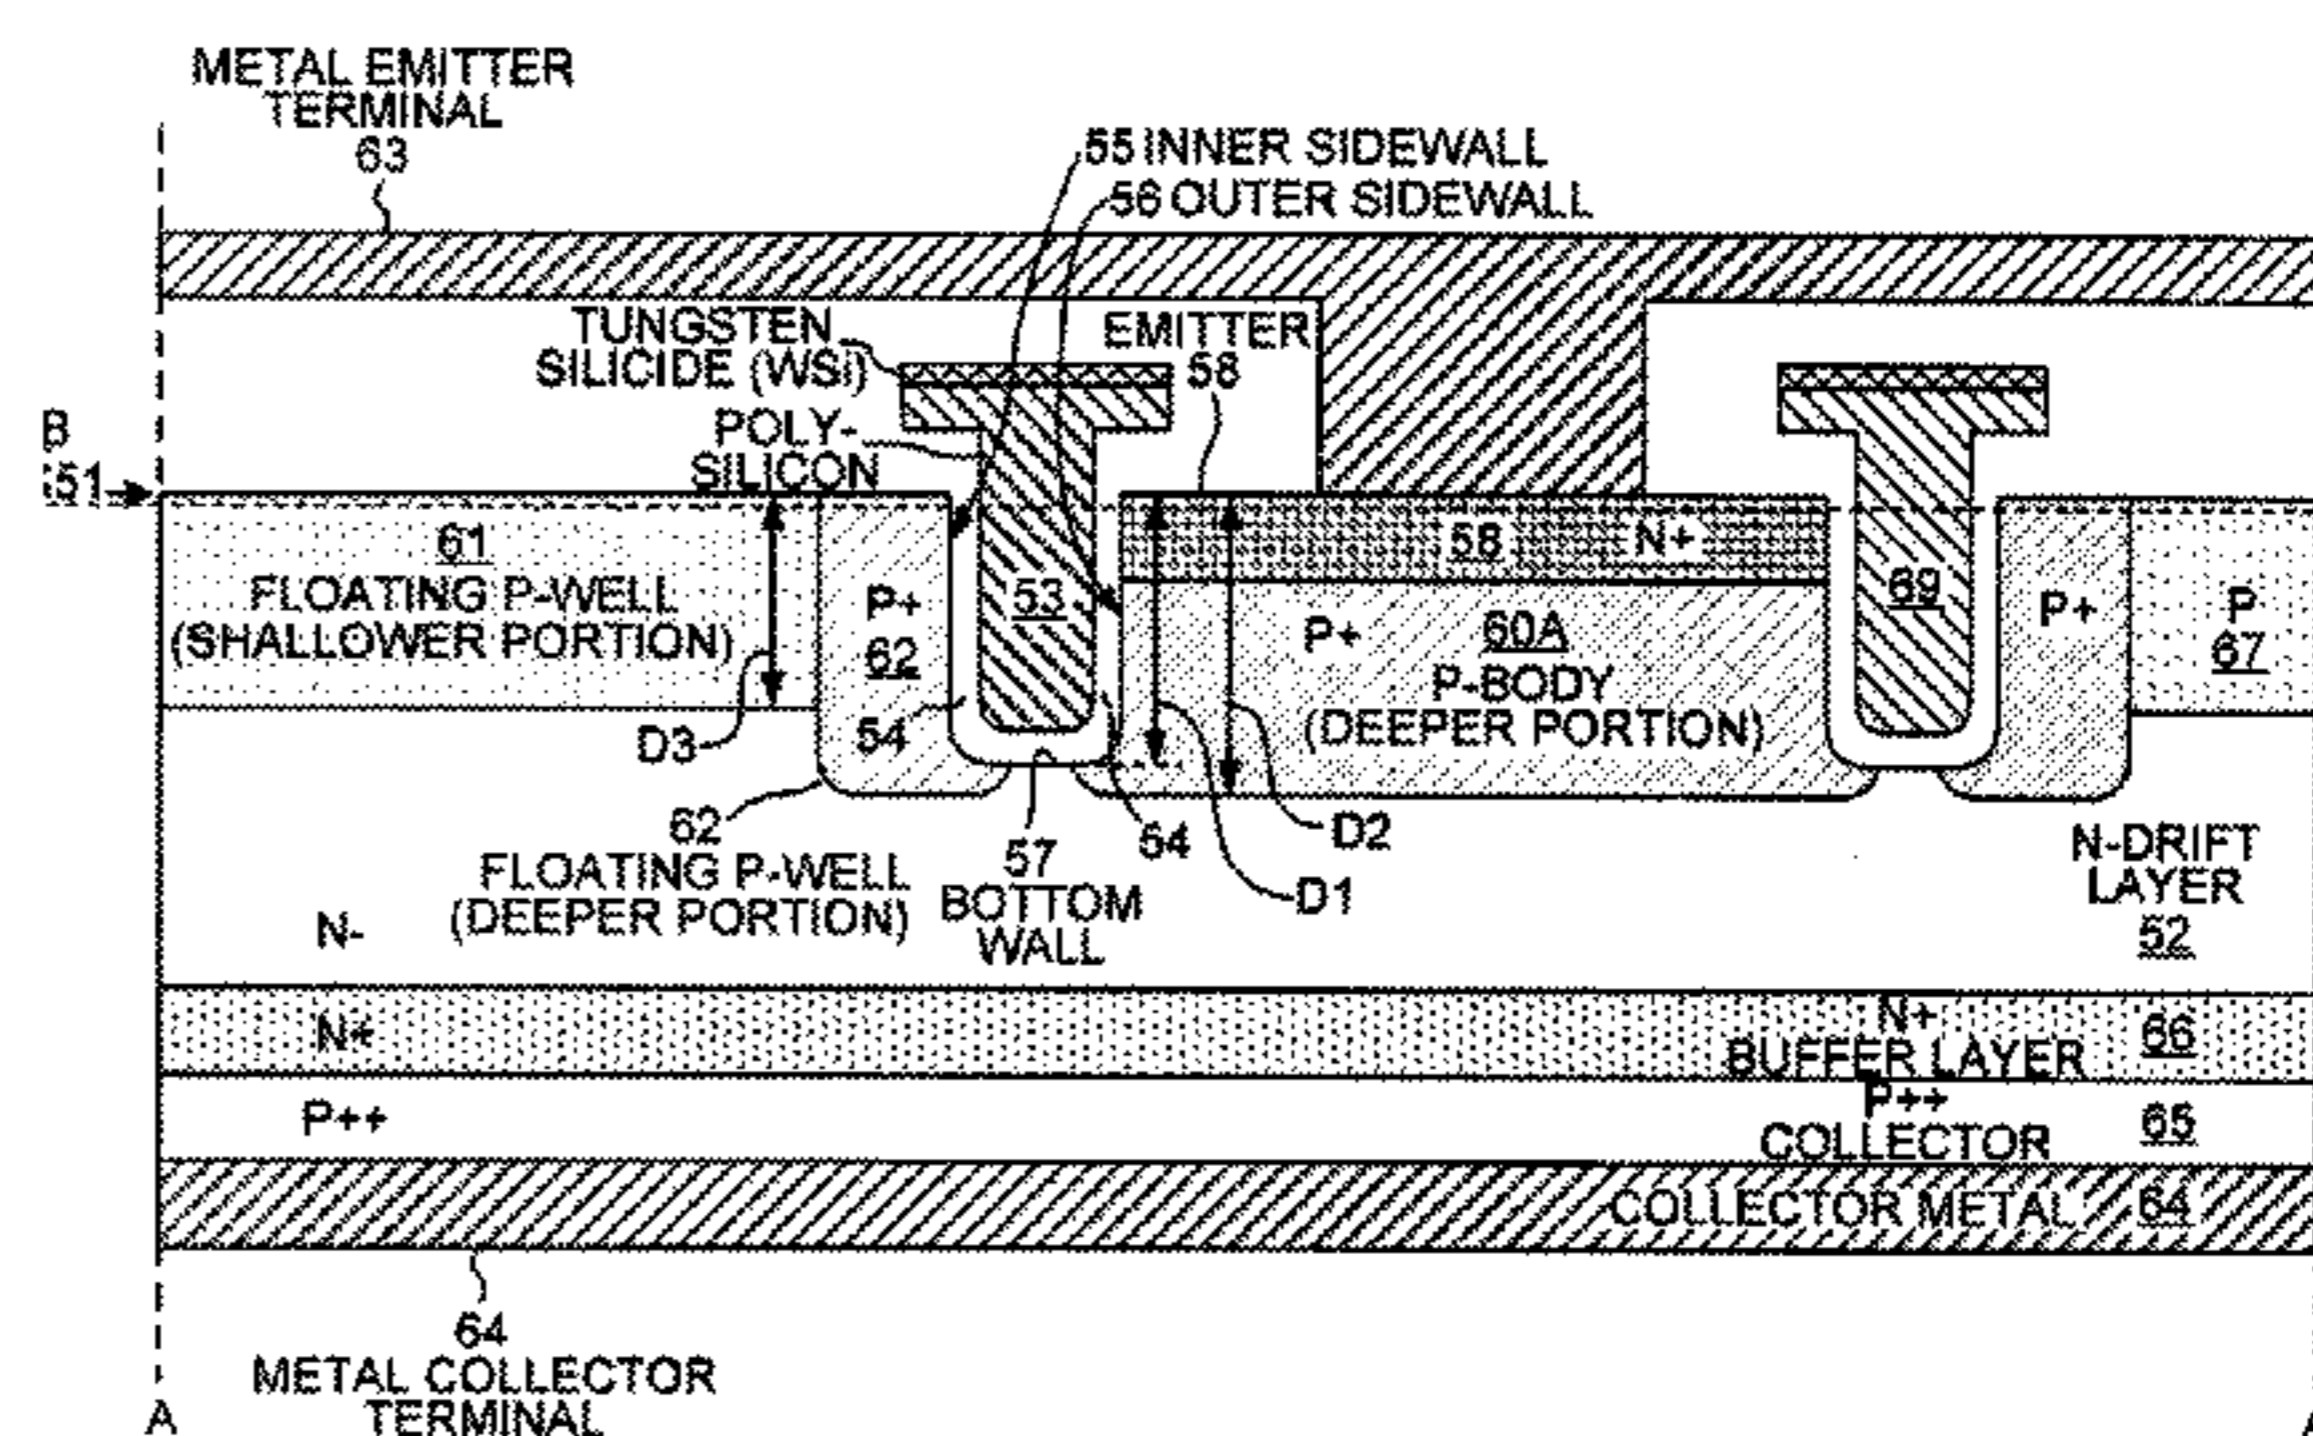 METAL EMITTER
TERMINAL
63
55 INNER SIDEWALL
56 OUTER SIDEWALL
TUNGSTEN
SILICIDE (WSi)
EMITTER
58
POLY-
SILICON
B
51
61
FLOATING P-WELL
(SHALLOWER PORTION)
P+
62
53
58 N+
P+ 60A
P-BODY
(DEEPER PORTION)
69
P+
P
67
54
D3
62
FLOATING P-WELL
(DEEPER PORTION)
57
BOTTOM
WALL
54
D2
D1
N-DRIFT
LAYER
52
N-
N+
N+
BUFFER LAYER
66
P++
P++
COLLECTOR
65
COLLECTOR METAL 64
64
METAL COLLECTOR
TERMINAL
A